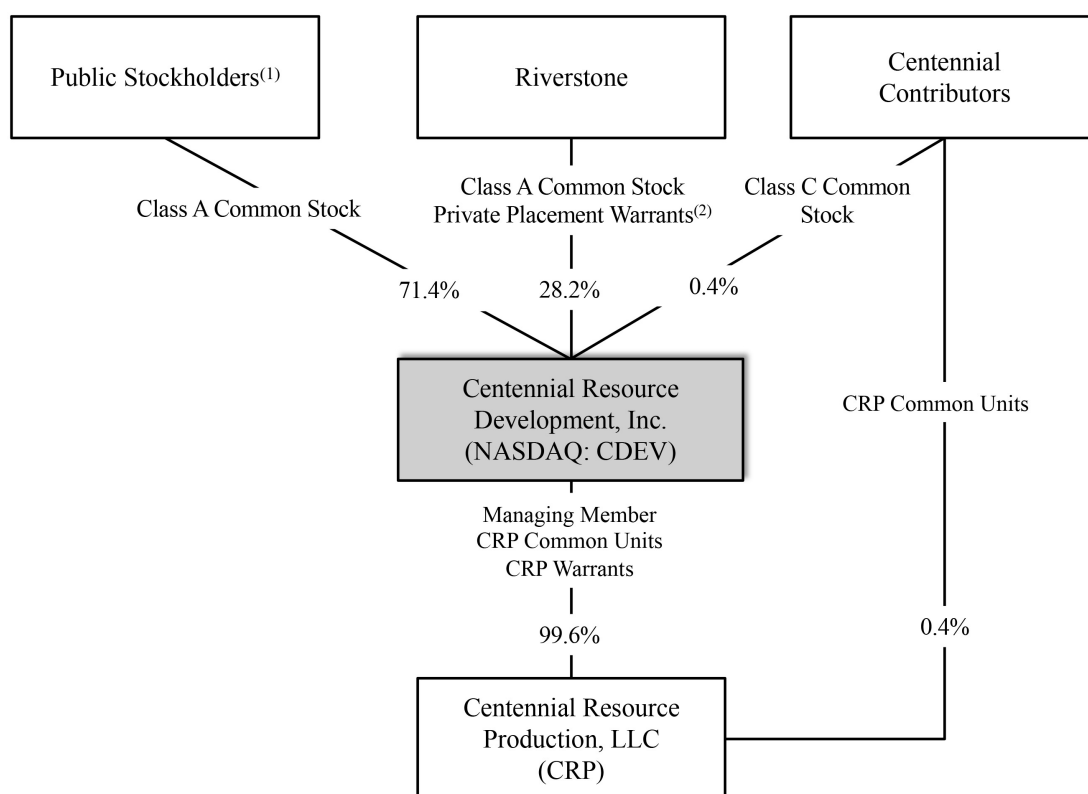 Public Stockholders(1)
Riverstone
Centennial
Contributors
Class A Common Stock
Class A Common Stock
Private Placement Warrants(2)
Class C Common
Stock
71.4%
28.2%
0.4%
Centennial Resource
Development, Inc.
(NASDAQ: CDEV)
CRP Common Units
Managing Member
CRP Common Units
CRP Warrants
99.6%
0.4%
Centennial Resource
Production, LLC
(CRP)